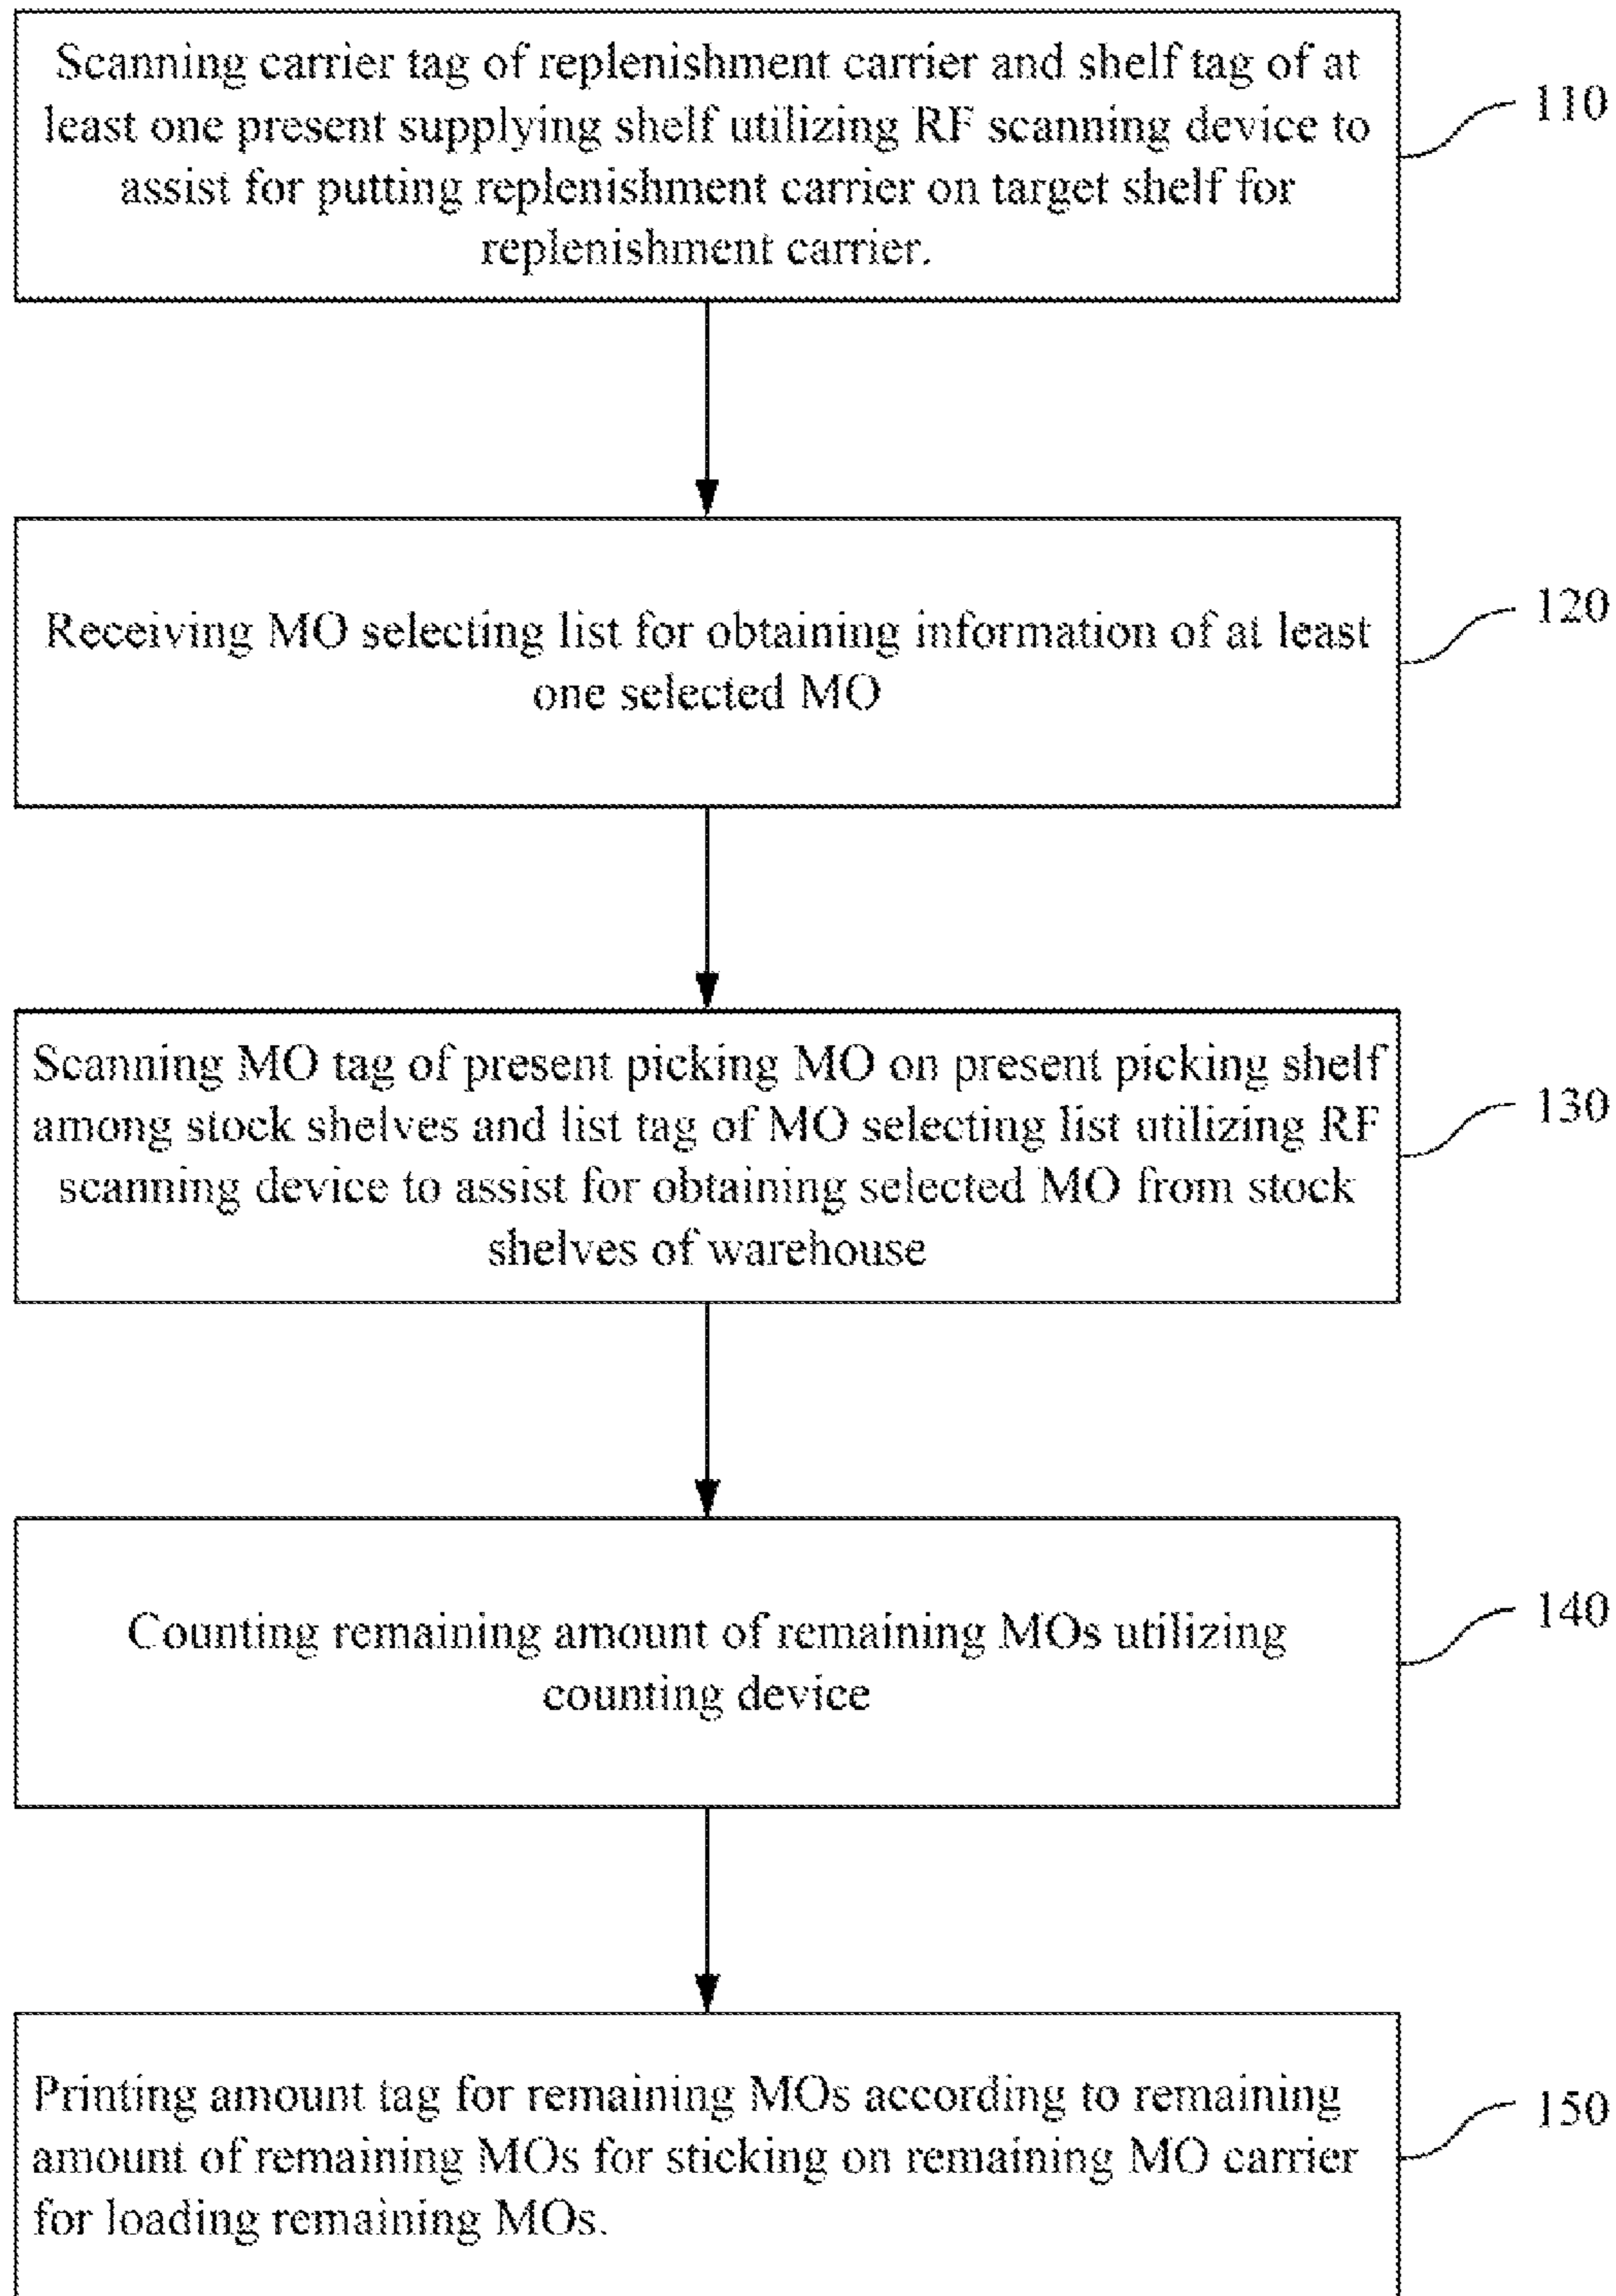 Scanning carrier tag of replenishment carrier and shelf tag of at
least one present supplying shelf utilizing RF scanning device to
assist for putting replenishment carrier on target shelf for
replenishment carrier.
110
Receiving MO selecting list for obtaining information of at least
one selected MO
120
Scanning MO tag of present picking MO on present picking shelf
among stock shelves and list tag of MO selecting list utilizing RF
scanning device to assist for obtaining selected MO from stock
shelves of warehouse
130
Counting remaining amount of remaining MOs utilizing
counting device
140
Printing amount tag for remaining MOs according to remaining
amount of remaining MOs for sticking on remaining MO carrier
for loading remaining MOs.
150